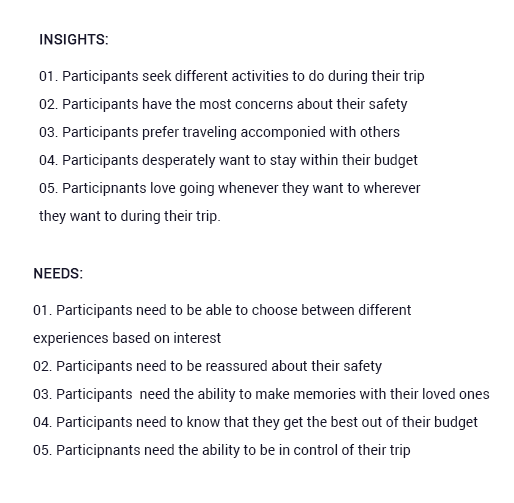 INSIGHTS:
01. Participants seek different activities to do during their trip
02. Participants have the most concerns about their safety
03. Participants prefer traveling accomponied with others
04. Participants desperately want to stay within their budget
05. Participnants love going whenever they want to wherever
they want to during their trip.
NEEDS:
01. Participants need to be able to choose between different
experiences based on interest
02. Participants need to be reassured about their safety
03. Participants  need the ability to make memories with their loved ones
04. Participants need to know that they get the best out of their budget
05. Participnants need the ability to be in control of their trip